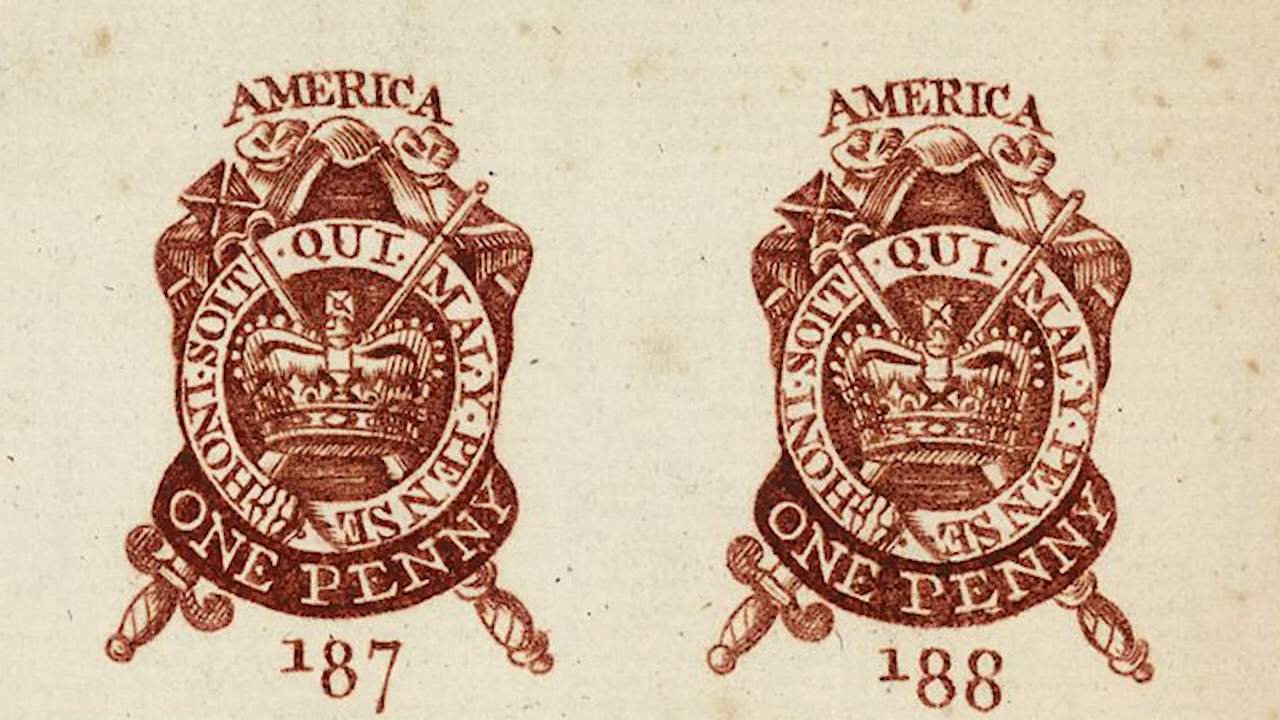 AMERICA
HONI · SOIT · QUI · MAL · Y · PENSE
ONE PENNY
187
AMERICA
HONI · SOIT · QUI · MAL · Y · PENSE
ONE PENNY
188